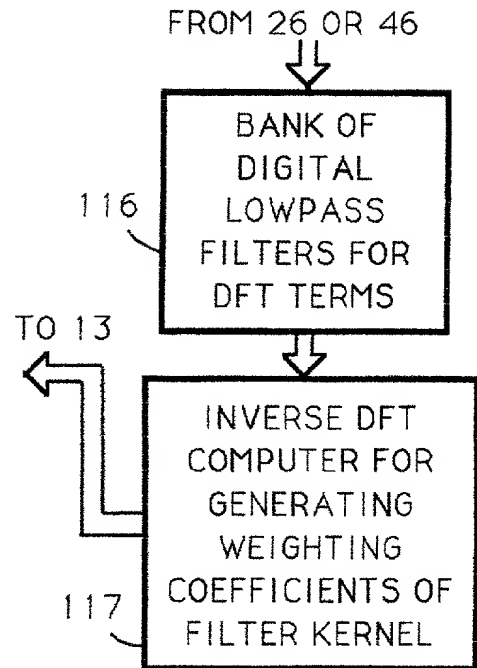 FROM 26 OR 46
BANK OF
DIGITAL
LOWPASS
FILTERS FOR
DFT TERMS
116
TO 13
INVERSE DFT
COMPUTER FOR
GENERATING
WEIGHTING
COEFFICIENTS OF
FILTER KERNEL
117